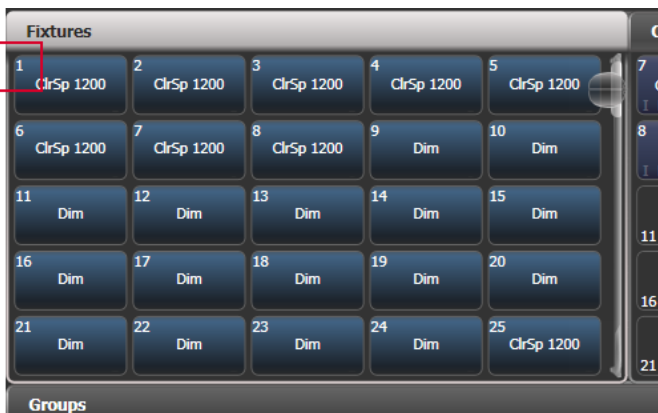 Fixtures
1 2 3 4 5 7
ClrSp 1200 ClrSp 1200 ClrSp 1200 ClrSp 1200 ClrSp 1200
I
6 7 8 9 10 8
ClrSp 1200 ClrSp 1200 ClrSp 1200 Dim Dim
I
11 12 13 14 15
Dim Dim Dim Dim Dim
11
16 17 18 19 20
Dim Dim Dim Dim Dim
16
21 22 23 24 25
Dim Dim Dim Dim ClrSp 1200
21
Groups